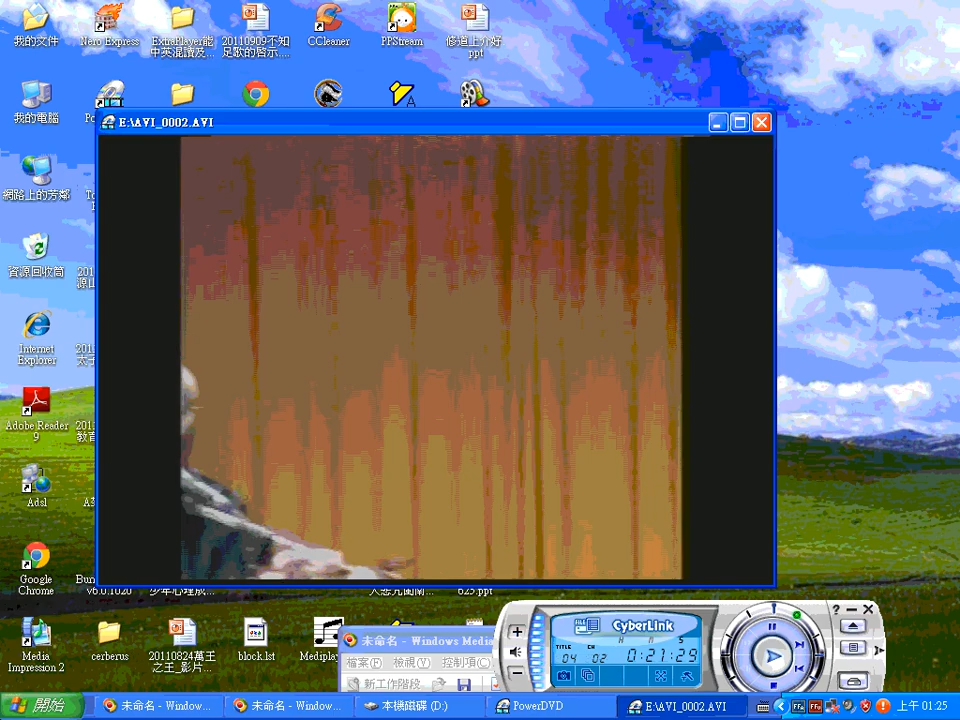 我的文件
Nero Express
ExtraPlayer能
中英混讀及...
20110909不知
足歌的啓示....
CCleaner
PPStream
修道上介好
ppt
我的電腦
E:\AVI_0002.AVI
網路上的芳鄰
資源回收筒
Internet
Explorer
Adobe Reader
9
Adsl
Google
Chrome
v6.0.1020
623.ppt
Media
Impression 2
cerberus
20110824萬王
之王_影片...
block.lst
Mediapla
未命名 - Windows Media
檔案(F) 檢視(V) 控制項(C)
新工作階段
CyberLink
H M S
TITLE CH
04 02 0:21:29
開始
未命名 - Window...
未命名 - Window...
本機磁碟 (D:)
PowerDVD
E:\AVI_0002.AVI
上午 01:25